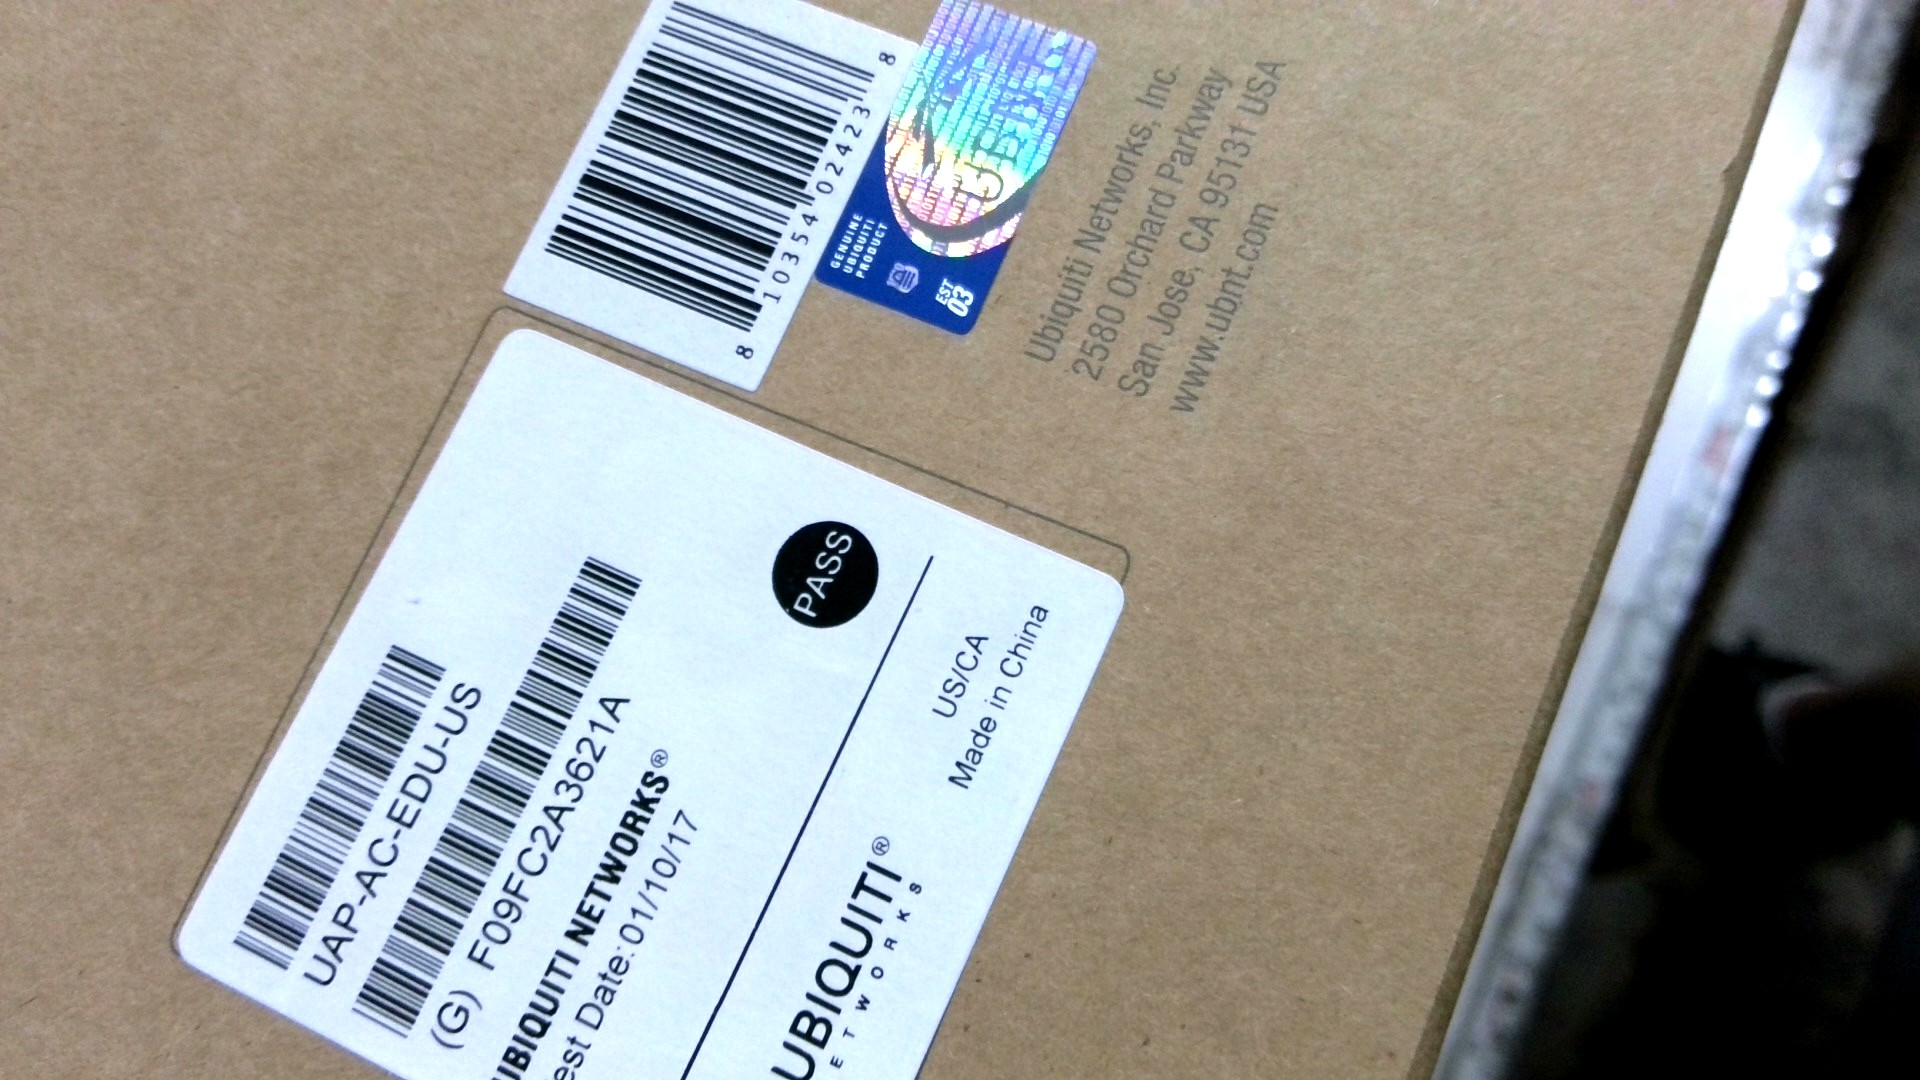 8 10354 02423 8
GENUINE
UBIQUITI
PRODUCT
EST
03
Ubiquiti Networks, Inc.
2580 Orchard Parkway
San Jose, CA 95131 USA
www.ubnt.com
UAP-AC-EDU-US
(G) F09FC2A3621A
UBIQUITI NETWORKS®
est Date:01/10/17
PASS
US/CA
Made in China
UBIQUITI®
ETWORKS